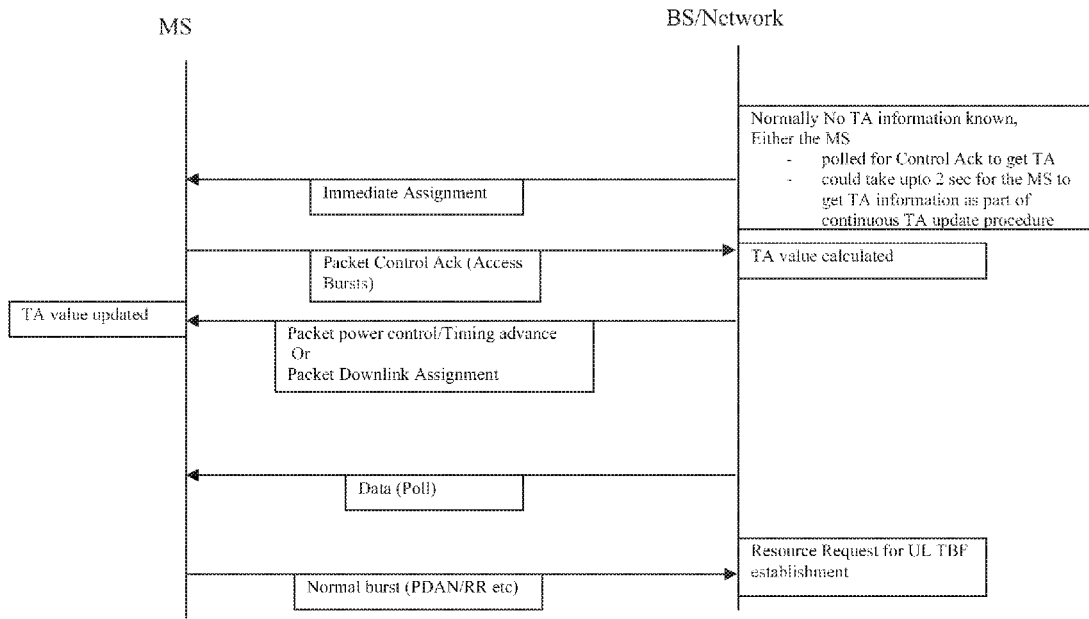 MS
BS/Network
Normally No TA information known,
Either the MS
- polled for Control Ack to get TA
- could take upto 2 sec for the MS to
get TA information as part of
continuous TA update procedure
Immediate Assignment
Packet Control Ack (Access
Bursts)
TA value calculated
TA value updated
Packet power control/Timing advance
Or
Packet Downlink Assignment
Data (Poll)
Resource Request for UL TBF
establishment
Normal burst (PDAN/RR etc)